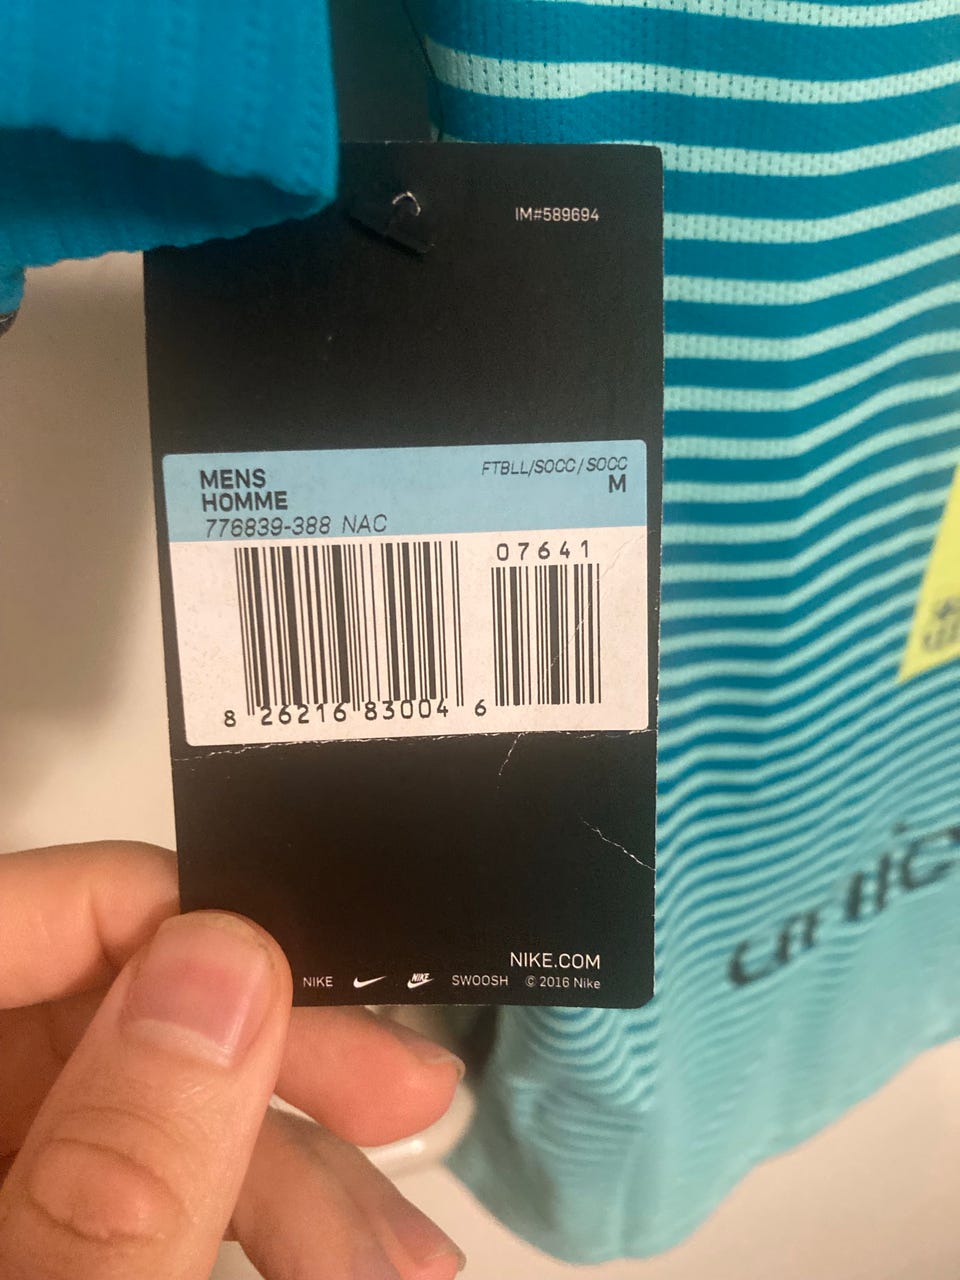 IM#589694
MENS
HOMME
776839-388 NAC
FTBLL/SOCC/SOCC
M
07641
8 26216 83004 6
NIKE.COM
NIKE NIKE SWOOSH © 2016 Nike